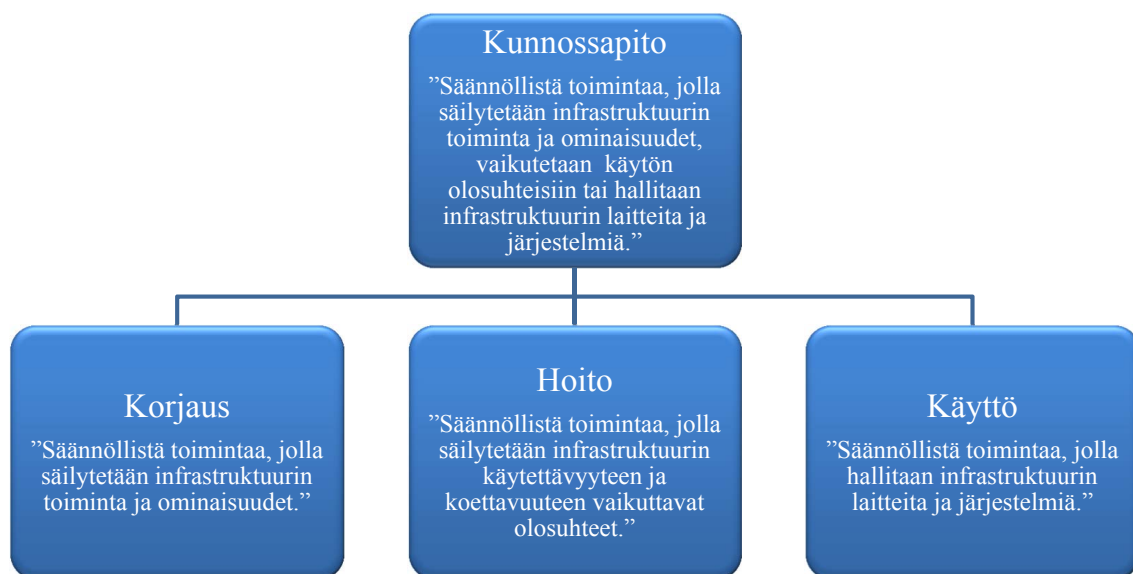 Kunnossapito
”Säännöllistä toimintaa, jolla
säilytetään infrastruktuurin
toiminta ja ominaisuudet,
vaikutetaan käytön
olosuhteisiin tai hallitaan
infrastruktuurin laitteita ja
järjestelmiä.”
Korjaus
”Säännöllistä toimintaa, jolla
säilytetään infrastruktuurin
toiminta ja ominaisuudet.”
Hoito
”Säännöllistä toimintaa, jolla
säilytetään infrastruktuurin
käytettävyyteen ja
koettavuuteen vaikuttavat
olosuhteet.”
Käyttö
”Säännöllistä toimintaa, jolla
hallitaan infrastruktuurin
laitteita ja järjestelmiä.”